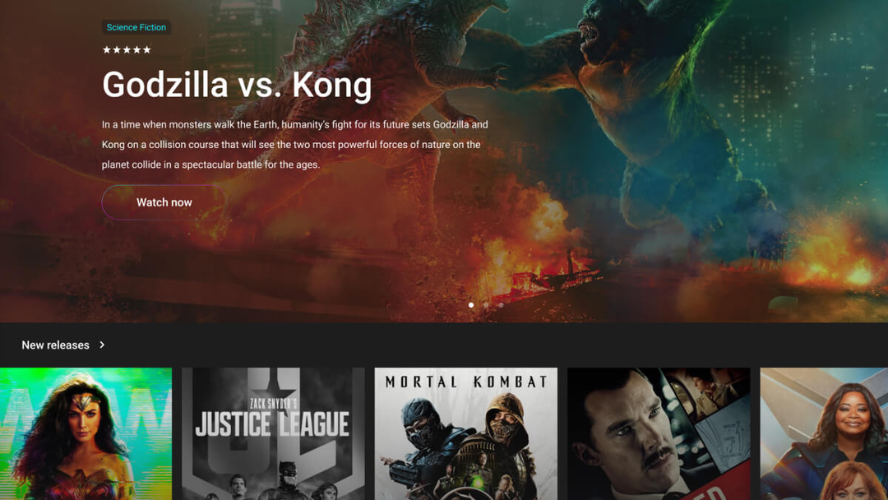 Science Fiction
Godzilla vs. Kong
In a time when monsters walk the Earth, humanity's fight for its future sets Godzilla and
Kong on a collision course that will see the two most powerful forces of nature on the
planet collide in a spectacular battle for the ages.
Watch now
New releases
ZACK SNYDER'S
JUSTICE LEAGUE
MORTAL KOMBAT